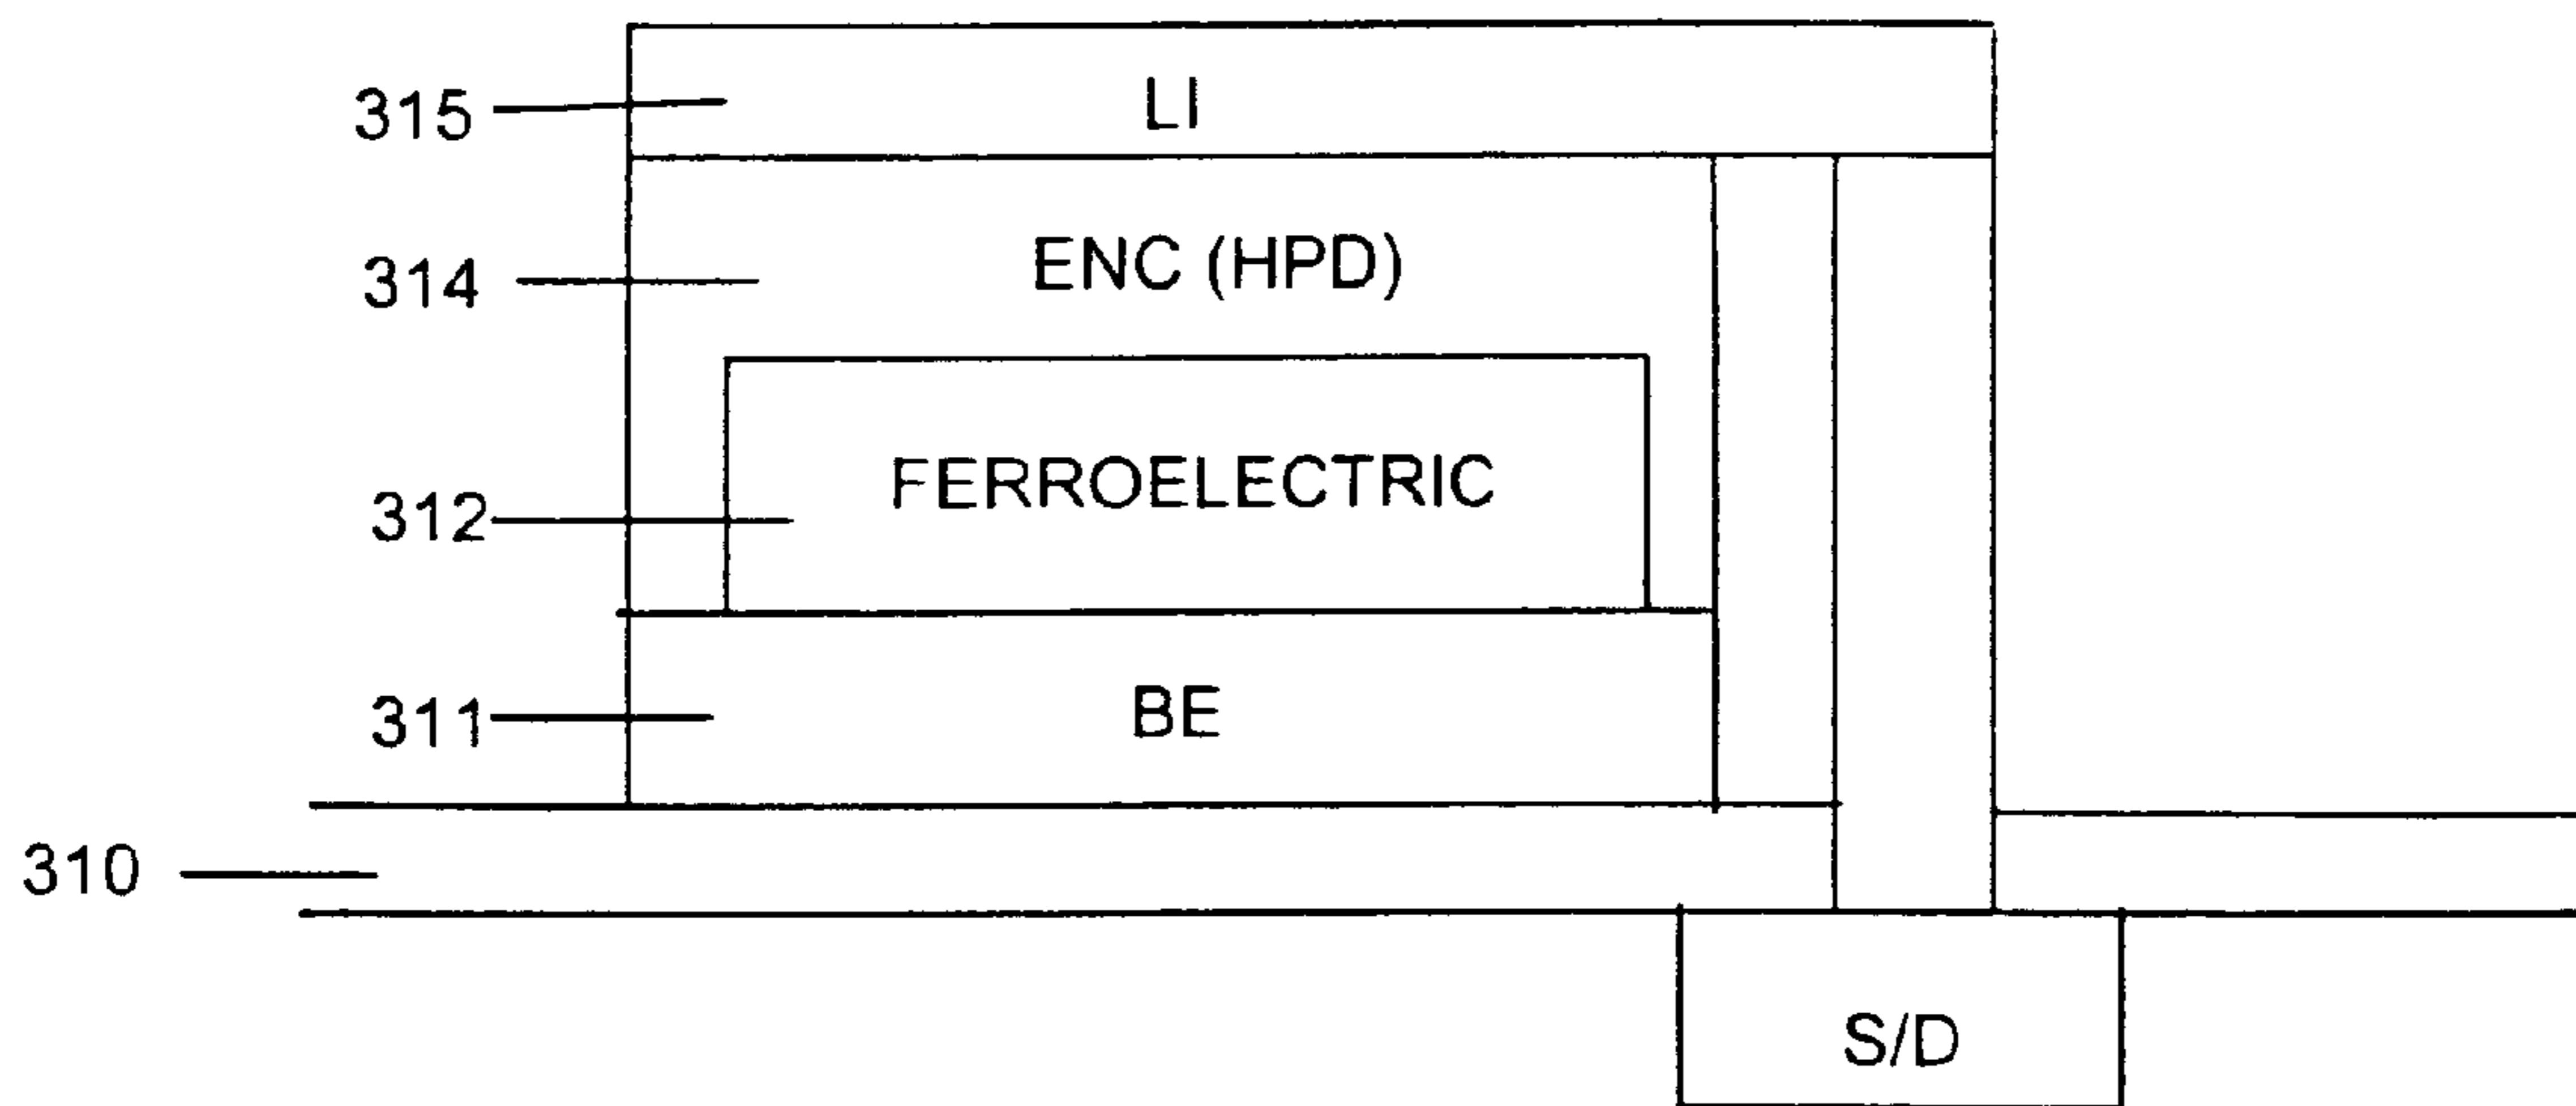 315
LI
314
ENC (HPD)
312
FERROELECTRIC
311
BE
310
S/D